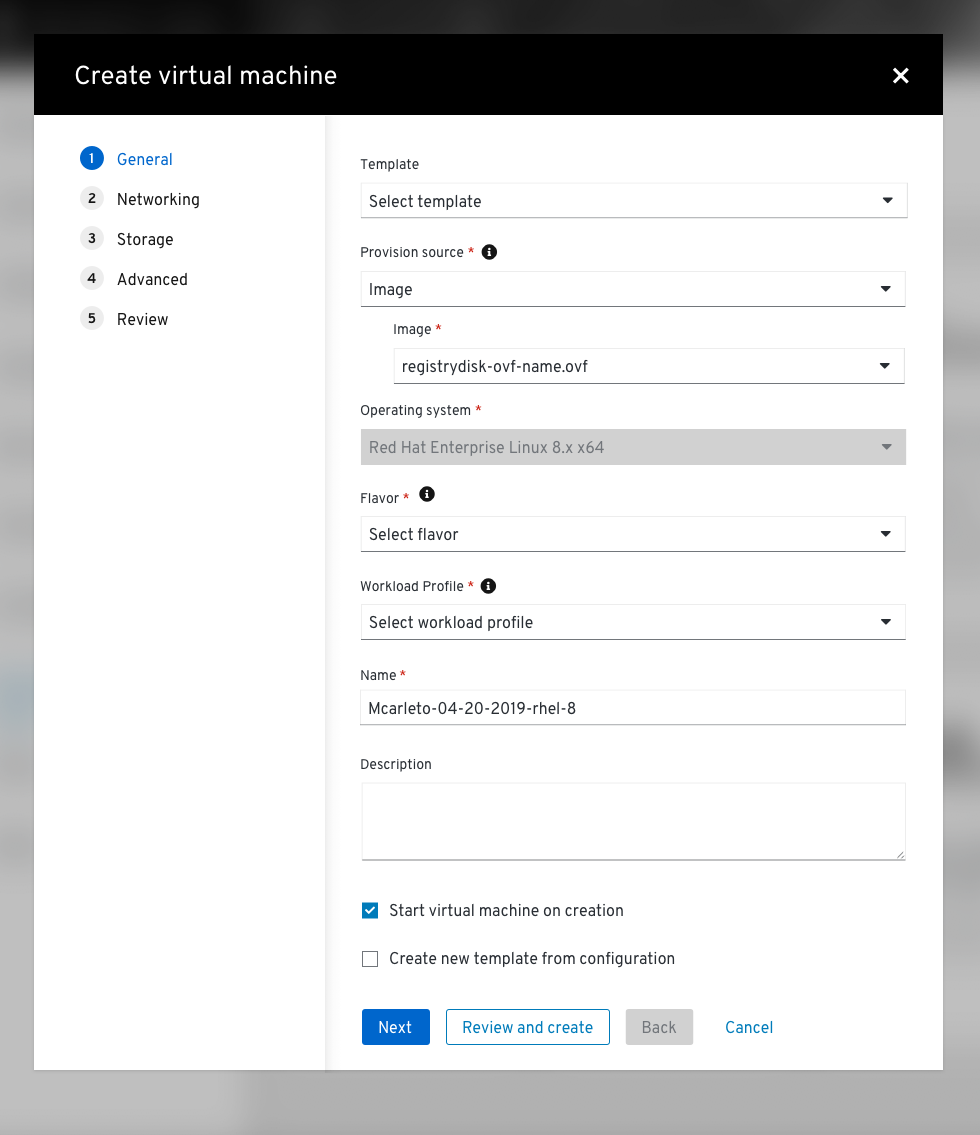 Create virtual machine
1 General
2 Networking
3 Storage
4 Advanced
5 Review
Template
Select template
Provision source *
Image
Image *
registrydisk-ovf-name.ovf
Operating system *
Red Hat Enterprise Linux 8.x x64
Flavor *
Select flavor
Workload Profile *
Select workload profile
Name *
Mcarleto-04-20-2019-rhel-8
Description
Start virtual machine on creation
Create new template from configuration
Next Review and create Back Cancel